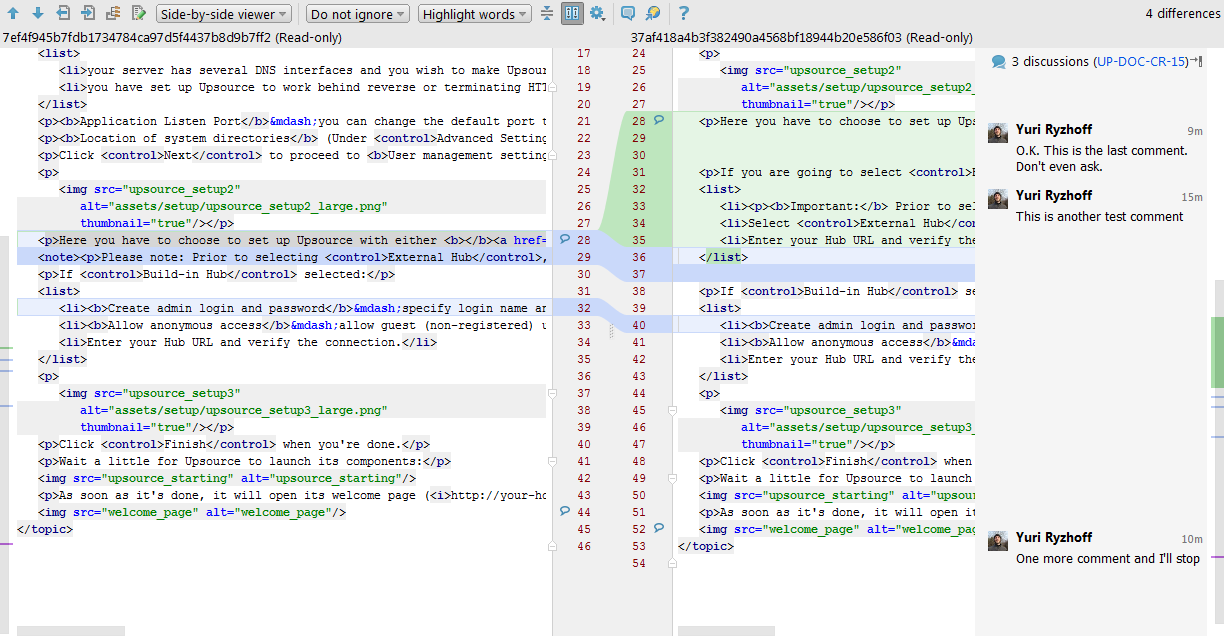 Side-by-side viewer
Do not ignore
Highlight words
?
4 differences
7ef4f945b7fdb1734784ca97d5f4437b8d9b7ff2 (Read-only)
<list> 17
<li>your server has several DNS interfaces and you wish to make Upsour 18
<li>you have set up Upsource to work behind reverse or terminating HTT 19
</list> 20
<p><b>Application Listen Port</b>&mdash;you can change the default port t 21
<p><b>Location of system directories</b> (Under <control>Advanced Setting 22
<p>Click <control>Next</control> to proceed to <b>User management setting 23
<p> 24
<img src="upsource_setup2" 25
alt="assets/setup/upsource_setup2_large.png" 26
thumbnail="true"/></p> 27
<p>Here you have to choose to set up Upsource with either <b></b><a href= 28
<note><p>Please note: Prior to selecting <control>External Hub</control>, 29
<p>If <control>Build-in Hub</control> selected:</p> 30
<list> 31
<li><b>Create admin login and password</b>&mdash;specify login name an 32
<li><b>Allow anonymous access</b>&mdash;allow guest (non-registered) u 33
<li>Enter your Hub URL and verify the connection.</li> 34
</list> 35
<p> 36
<img src="upsource_setup3" 37
alt="assets/setup/upsource_setup3_large.png" 38
thumbnail="true"/></p> 39
<p>Click <control>Finish</control> when you're done.</p> 40
<p>Wait a little for Upsource to launch its components:</p> 41
<img src="upsource_starting" alt="upsource_starting"/> 42
<p>As soon as it's done, it will open its welcome page (<i>http://your-ho 43
<img src="welcome_page" alt="welcome_page"/> 44
</topic> 45
46
37af418a4b3f382490a4568bf18944b20e586f03 (Read-only)
24 <p>
25 <img src="upsource_setup2"
26 alt="assets/setup/upsource_setup2_
27 thumbnail="true"/></p>
28 <p>Here you have to choose to set up Ups
29
30
31 <p>If you are going to select <control>E
32 <list>
33 <li><p><b>Important:</b> Prior to sel
34 <li>Select <control>External Hub</con
35 <li>Enter your Hub URL and verify the
36 </list>
37
38 <p>If <control>Build-in Hub</control> se
39 <list>
40 <li><b>Create admin login and passwor
41 <li><b>Allow anonymous access</b>&mda
42 <li>Enter your Hub URL and verify the
43 </list>
44 <p>
45 <img src="upsource_setup3"
46 alt="assets/setup/upsource_setup3_
47 thumbnail="true"/></p>
48 <p>Click <control>Finish</control> when
49 <p>Wait a little for Upsource to launch
50 <img src="upsource_starting" alt="upsour
51 <p>As soon as it's done, it will open it
52 <img src="welcome_page" alt="welcome_pag
53 </topic>
54
3 discussions (UP-DOC-CR-15)
Yuri Ryzhoff 9m
O.K. This is the last comment.
Don't even ask.
Yuri Ryzhoff 15m
This is another test comment
Yuri Ryzhoff 10m
One more comment and I'll stop